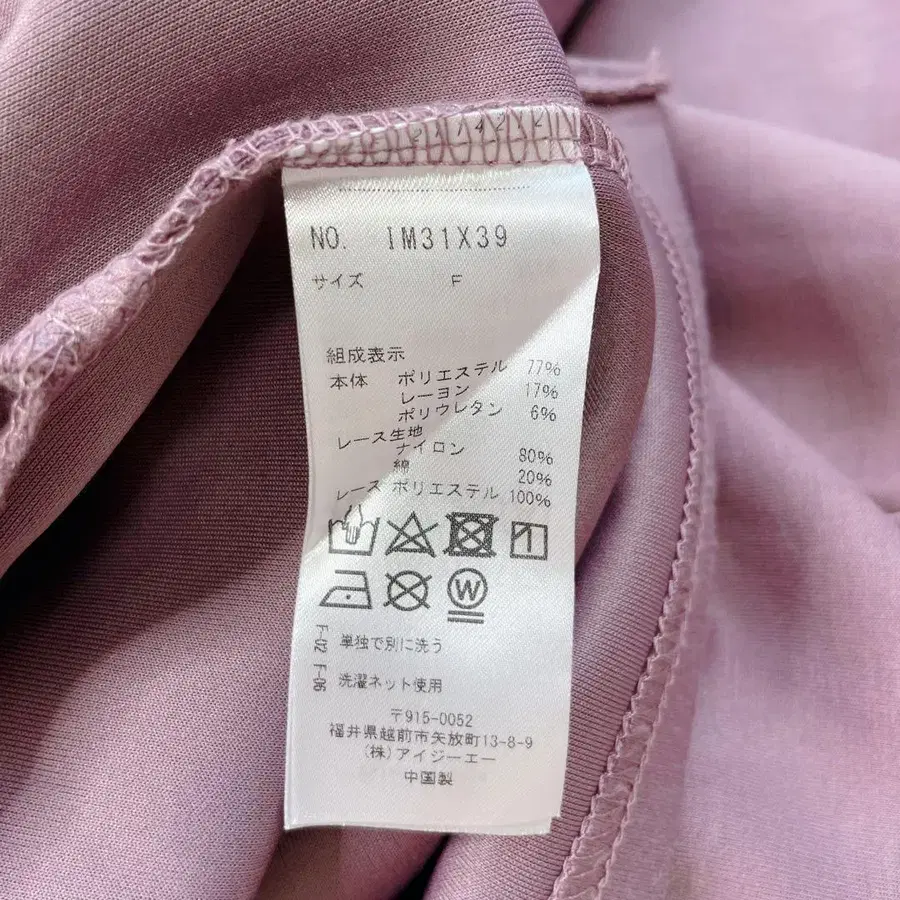 NO. IM31X39
サイズ F
組成表示
本体 ポリエステル 77%
レーヨン 17%
ポリウレタン 6%
レース生地
ナイロン 80%
綿 20%
レース ポリエステル 100%
W
F-02 単独で別に洗う
F-06 洗濯ネット使用
〒915-0052
福井県越前市矢放町13-8-9
(株)アイジーエー
中国製